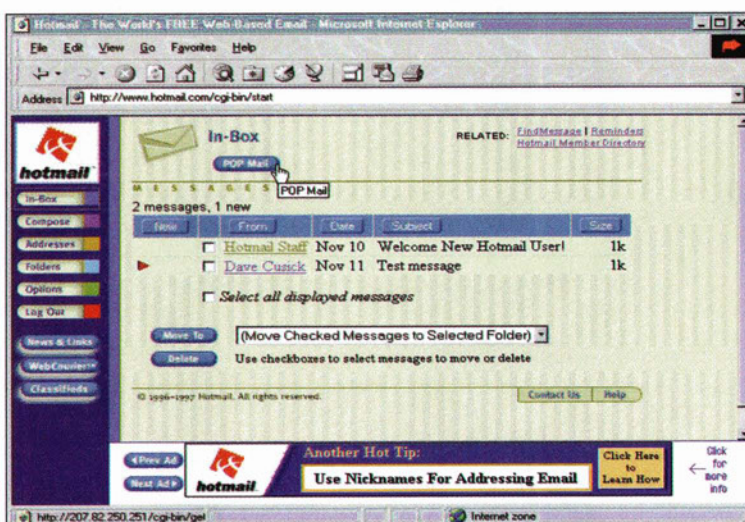 Hotmail - The World's FREE Web-Based Email - Microsoft Internet Explorer
File Edit View Go Favorites Help
Address http://www.hotmail.com/cgi-bin/start
hotmail
In-Box
Compose
Addresses
Folders
Options
Log Out
News & Links
WebCourier
Classifieds
In-Box
POP Mail
RELATED: FindMessage | Reminders
Hotmail Member Directory
MESSAGES
POP Mail
2 messages, 1 new
New From Date Subject Size
Hotmail Staff Nov 10 Welcome New Hotmail User! 1k
Dave Cusick Nov 11 Test message 1k
Select all displayed messages
Move To (Move Checked Messages to Selected Folder)
Delete Use checkboxes to select messages to move or delete
© 1996-1997 Hotmail. All rights reserved. Contact Us Help
Prev Ad
Next Ad
hotmail
Another Hot Tip:
Use Nicknames For Addressing Email
Click Here
to
Learn How
Click
for
more
info
http://207.82.250.251/cgi-bin/get Internet zone